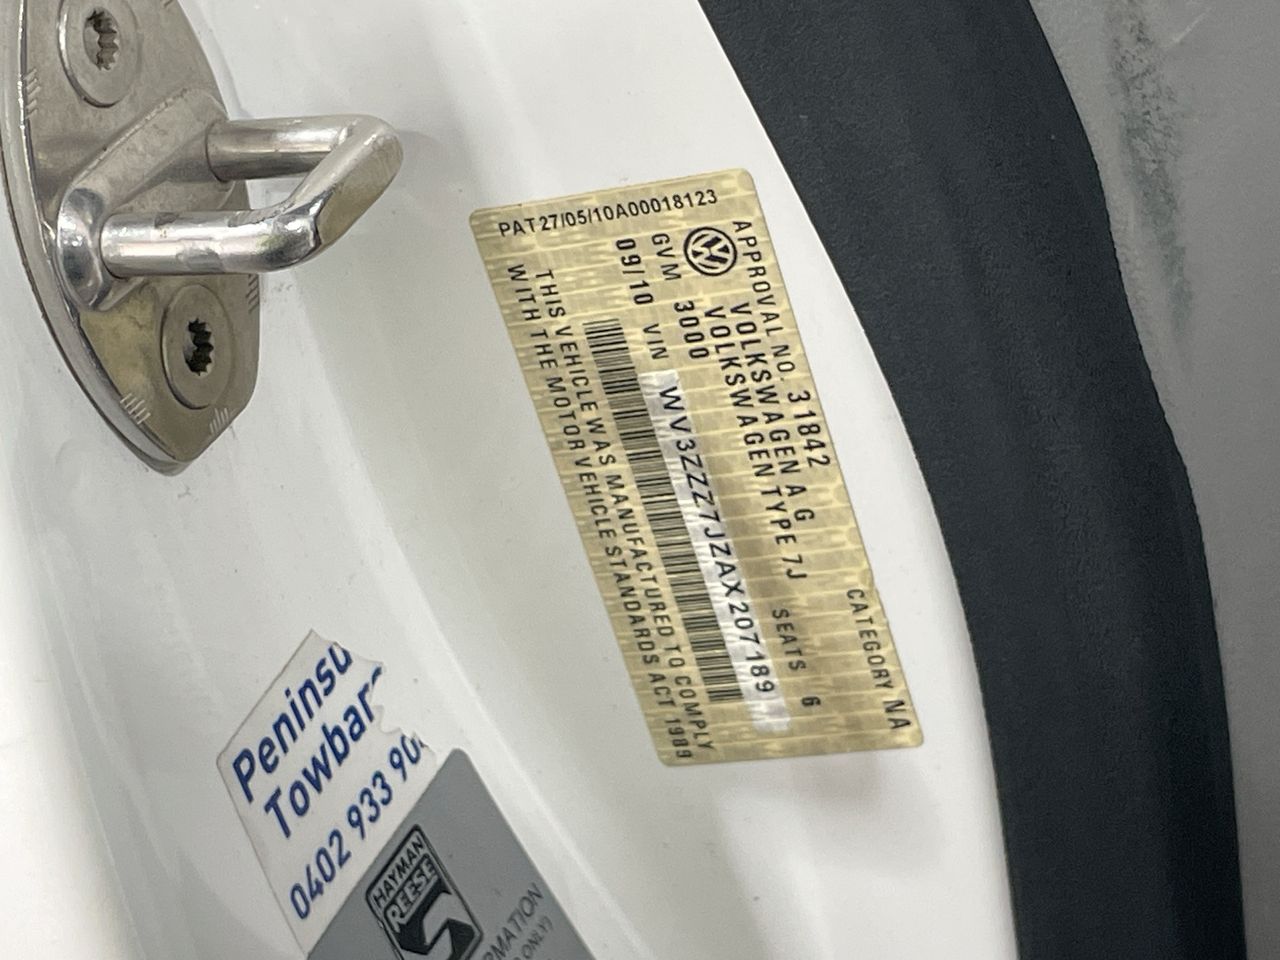 PAT27/05/10A00018123
APPROVAL NO. 31842 CATEGORY NA
VOLKSWAGEN A G
VOLKSWAGEN TYPE 7J SEATS 6
GVM 3000
09/10 VIN WV3ZZZ7JZAX207189
THIS VEHICLE WAS MANUFACTURED TO COMPLY
WITH THE MOTOR VEHICLE STANDARDS ACT 1989
Peninsu
Towbar
0402 933 90
HAYMAN
REESE
RMATION
ONLY)